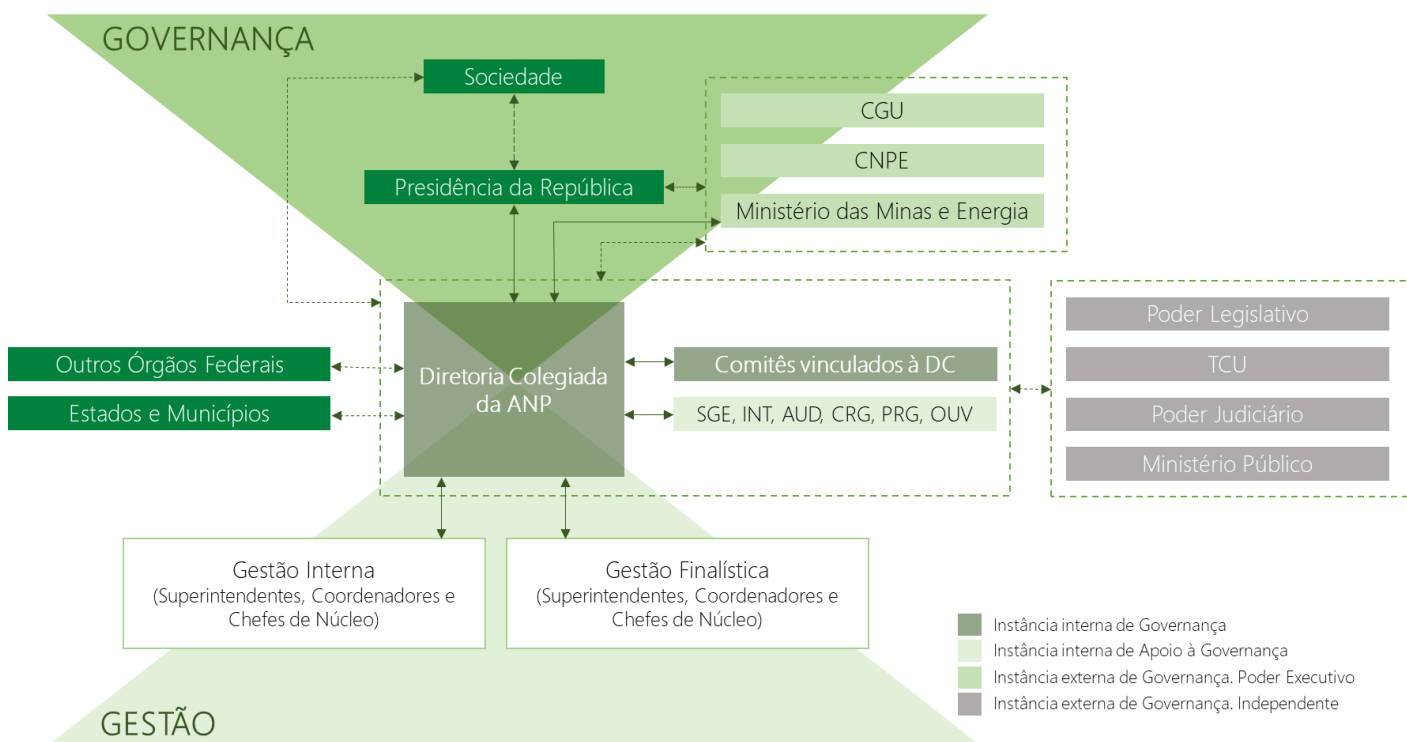 GOVERNANÇA
Sociedade
Presidência da República
CGU
CNPE
Ministério das Minas e Energia
Outros Órgãos Federais
Estados e Municípios
Diretoria Colegiada
da ANP
Comitês vinculados à DC
SGE, INT, AUD, CRG, PRG, OUV
Poder Legislativo
TCU
Poder Judiciário
Ministério Público
Gestão Interna
(Superintendentes, Coordenadores e
Chefes de Núcleo)
Gestão Finalística
(Superintendentes, Coordenadores e
Chefes de Núcleo)
Instância interna de Governança
Instância interna de Apoio à Governança
Instância externa de Governança. Poder Executivo
Instância externa de Governança. Independente
GESTÃO